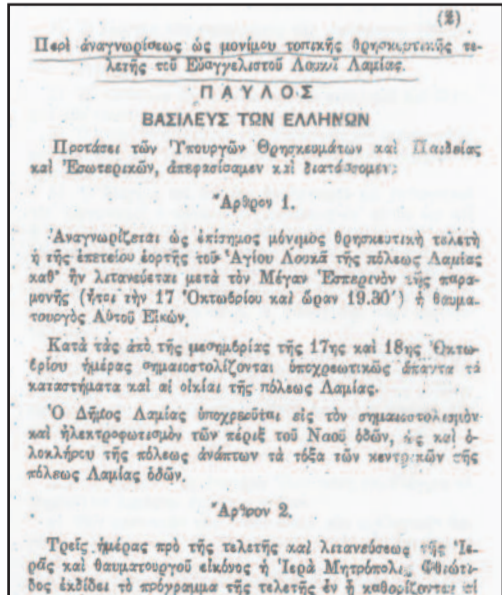 (2)
Περὶ ἀναγνωρίσεως ὡς μονίμου τοπικῆς θρησκευτικῆς τε-
λετῆς τοῦ Εὐαγγελιστοῦ Λουκᾶ Λαμίας.
ΠΑΥΛΟΣ
ΒΑΣΙΛΕΥΣ ΤΩΝ ΕΛΛΗΝΩΝ
Προτάσει τῶν Ὑπουργῶν Θρησκευμάτων καὶ Παιδείας
καὶ Ἐσωτερικῶν, ἀπεφασίσαμεν καὶ διατάσσομεν:
Ἄρθρον 1.
Ἀναγνωρίζεται ὡς ἐπίσημος μόνιμος θρησκευτικὴ τελετὴ
ἡ τῆς ἐπετείου ἑορτῆς τοῦ Ἁγίου Λουκᾶ τῆς πόλεως Λαμίας
καθ' ἣν λιτανεύεται μετὰ τὸν Μέγαν Ἑσπερινὸν τῆς παρα-
μονῆς (ἤτοι τὴν 17 Ὀκτωβρίου καὶ ὥραν 19.30') ἡ θαυμα-
τουργὸς Αὐτοῦ Εἰκών.
Κατὰ τὰς ἀπὸ τῆς μεσημβρίας τῆς 17ης καὶ 18ης Ὀκτω-
βρίου ἡμέρας σημαιοστολίζονται ὑποχρεωτικῶς ἅπαντα τὰ
καταστήματα καὶ αἱ οἰκίαι τῆς πόλεως Λαμίας.
Ὁ Δῆμος Λαμίας ὑποχρεοῦται εἰς τὸν σημαιοστολισμὸν
καὶ ἠλεκτροφωτισμὸν τῶν πέριξ τοῦ Ναοῦ ὁδῶν, ὡς καὶ ὁ-
λοκλήρου τῆς πόλεως ἀνάπτων τὰ τόξα τῶν κεντρικῶν τῆς
πόλεως Λαμίας ὁδῶν.
Ἄρθρον 2.
Τρεῖς ἡμέρας πρὸ τῆς τελετῆς καὶ λιτανεύσεως τῆς Ἱε-
ρᾶς καὶ θαυματουργοῦ εἰκόνος ἡ Ἱερὰ Μητρόπολις Φθιώτι-
δος ἐκδίδει τὸ πρόγραμμα τῆς τελετῆς ἐν ᾗ καθορίζονται αἱ